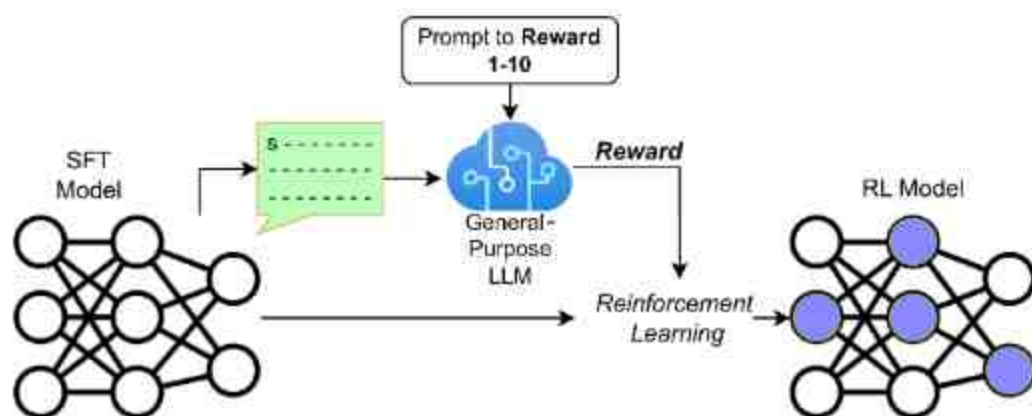 Prompt to Reward
1-10
S
SFT
Model
Reward
General-
Purpose
LLM
RL Model
Reinforcement
Learning